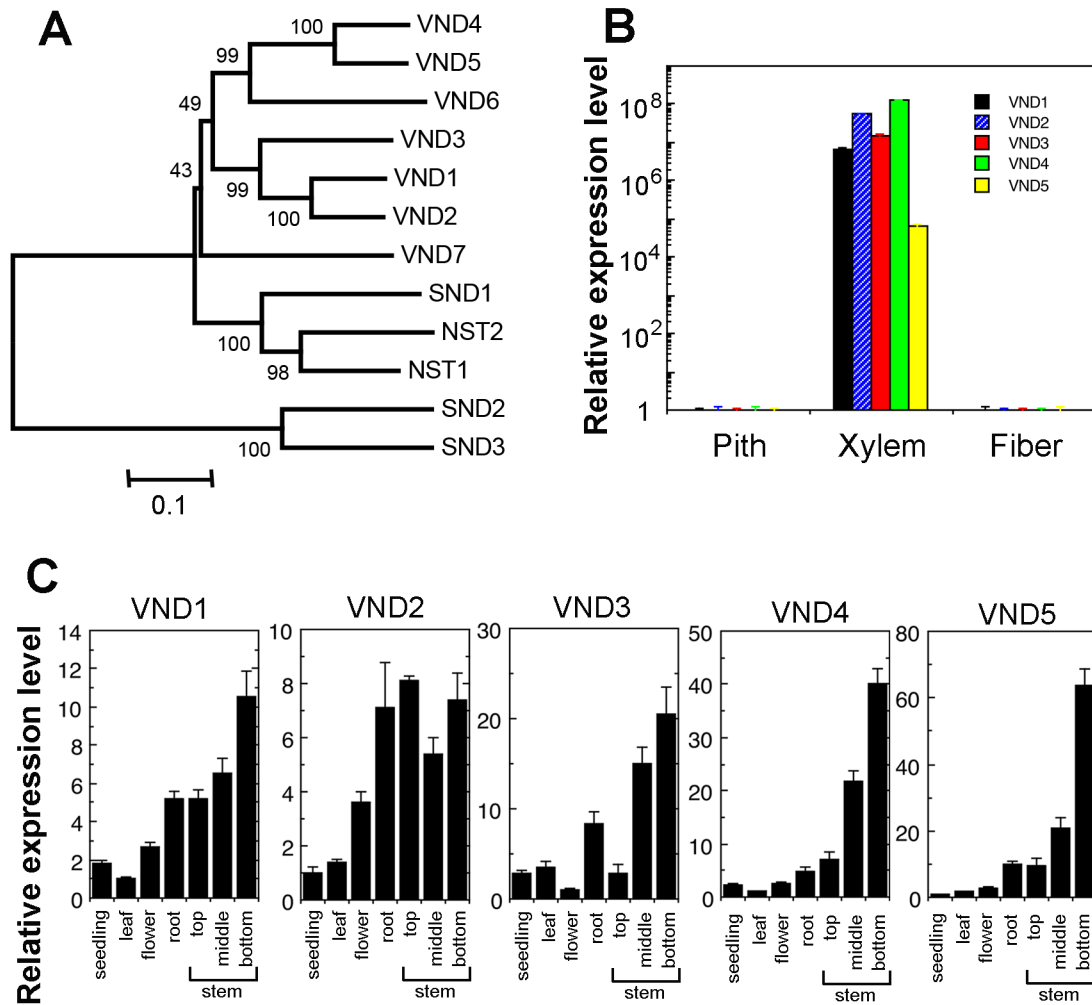 A
100
VND4
99
VND5
VND6
49
VND3
43
99
VND1
100
VND2
VND7
SND1
100
NST2
98
NST1
SND2
100
SND3
0.1
B
Relative expression level
10^8
10^6
10^4
10^2
1
VND1
VND2
VND3
VND4
VND5
Pith Xylem Fiber
C
Relative expression level
VND1
14
12
10
8
6
4
2
0
seedling leaf flower root top middle bottom
stem
VND2
10
8
6
4
2
0
seedling leaf flower root top middle bottom
stem
VND3
30
20
10
0
seedling leaf flower root top middle bottom
stem
VND4
50
40
30
20
10
0
seedling leaf flower root top middle bottom
stem
VND5
80
60
40
20
0
seedling leaf flower root top middle bottom
stem